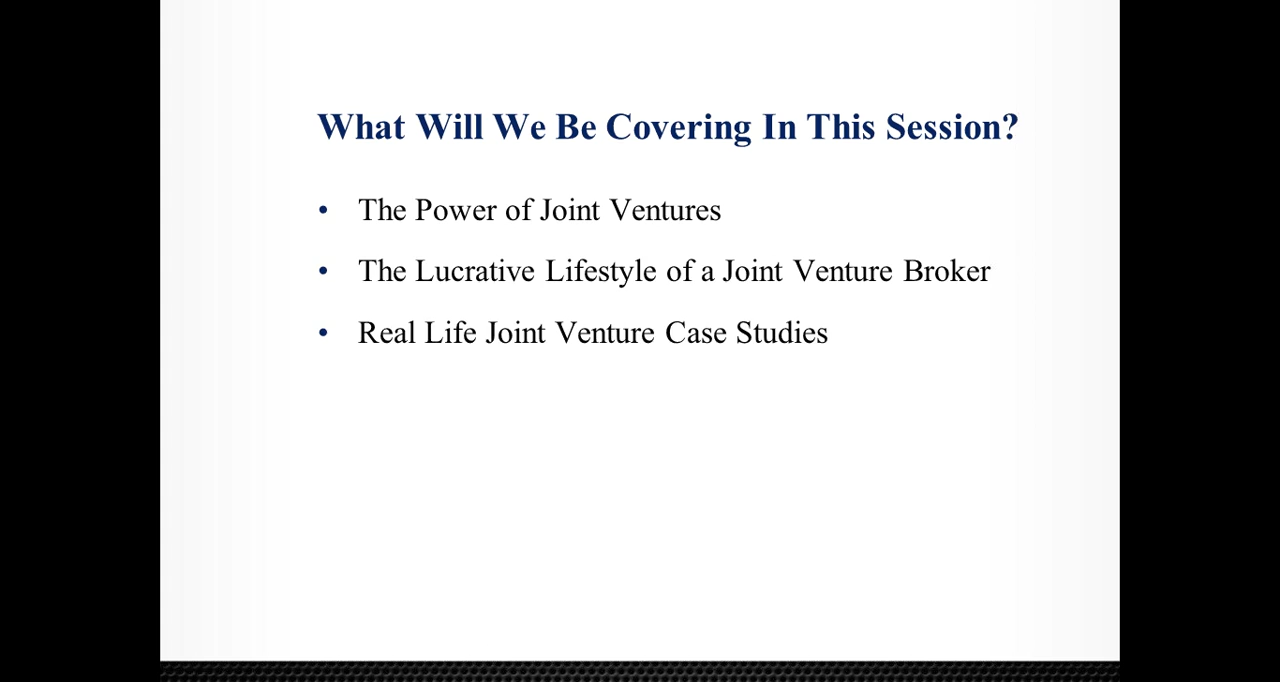 What Will We Be Covering In This Session?
• The Power of Joint Ventures
• The Lucrative Lifestyle of a Joint Venture Broker
• Real Life Joint Venture Case Studies